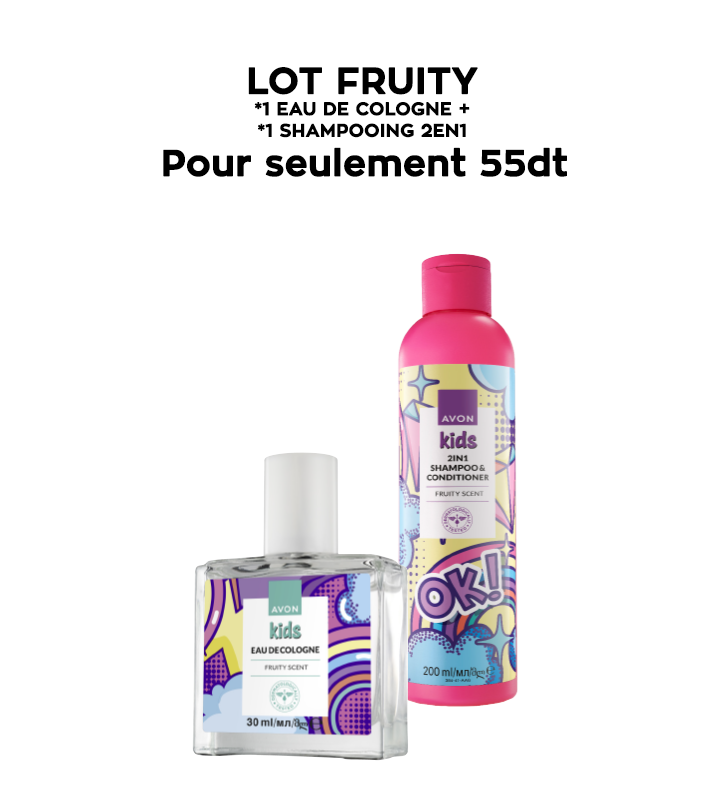 LOT FRUITY
*1 EAU DE COLOGNE +
*1 SHAMPOOING 2EN1
Pour seulement 55dt
AVON
kids
2IN1
SHAMPOO &
CONDITIONER
FRUITY SCENT
OK!
200 ml/мл/
AVON
kids
EAU DE COLOGNE
FRUITY SCENT
30 ml/мл/